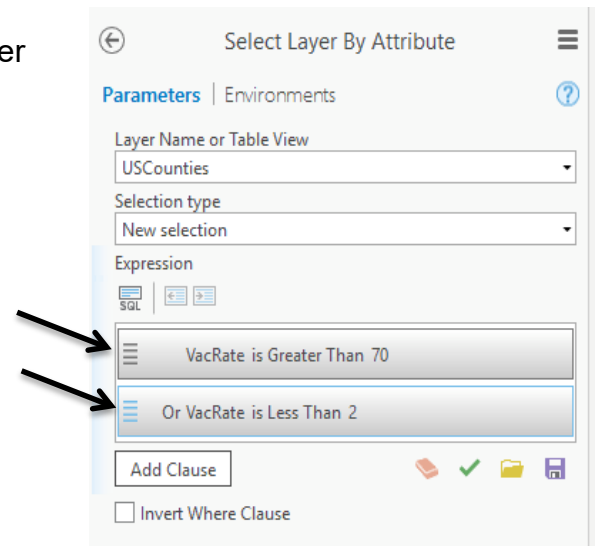 er
Select Layer By Attribute
Parameters | Environments
?
Layer Name or Table View
USCounties
Selection type
New selection
Expression
SQL
VacRate is Greater Than 70
Or VacRate is Less Than 2
Add Clause
Invert Where Clause